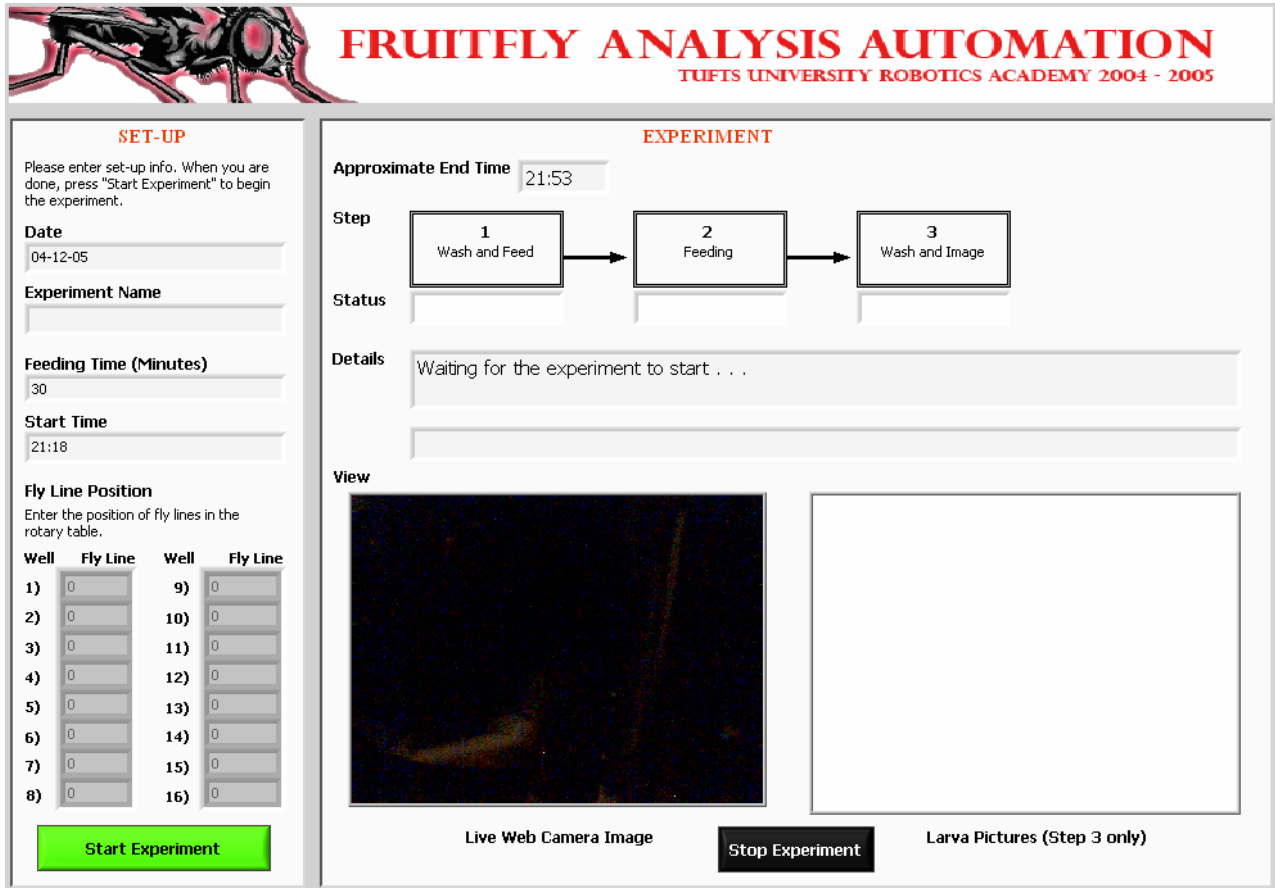 FRUITFLY ANALYSIS AUTOMATION
TUFTS UNIVERSITY ROBOTICS ACADEMY 2004 - 2005
SET-UP
Please enter set-up info. When you are
done, press "Start Experiment" to begin
the experiment.
Date
04-12-05
Experiment Name
Feeding Time (Minutes)
30
Start Time
21:18
Fly Line Position
Enter the position of fly lines in the
rotary table.
Well Fly Line Well Fly Line
1) 0 9) 0
2) 0 10) 0
3) 0 11) 0
4) 0 12) 0
5) 0 13) 0
6) 0 14) 0
7) 0 15) 0
8) 0 16) 0
Start Experiment
EXPERIMENT
Approximate End Time 21:53
Step
1
Wash and Feed
2
Feeding
3
Wash and Image
Status
Details
Waiting for the experiment to start . . .
View
Live Web Camera Image
Stop Experiment
Larva Pictures (Step 3 only)